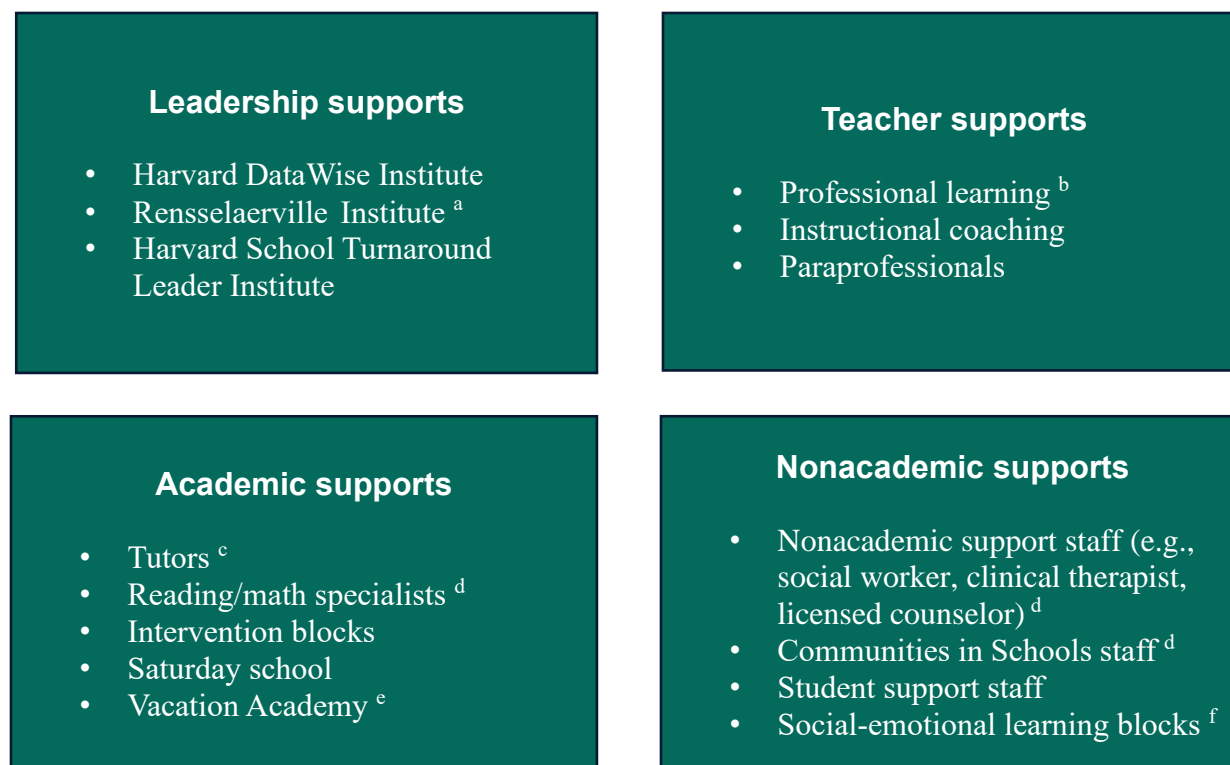 Leadership supports
• Harvard DataWise Institute
• Rensselaerville Institute a
• Harvard School Turnaround
Leader Institute
Teacher supports
• Professional learning b
• Instructional coaching
• Paraprofessionals
Academic supports
• Tutors c
• Reading/math specialists d
• Intervention blocks
• Saturday school
• Vacation Academy e
Nonacademic supports
• Nonacademic support staff (e.g.,
social worker, clinical therapist,
licensed counselor) d
• Communities in Schools staff d
• Student support staff
• Social-emotional learning blocks f